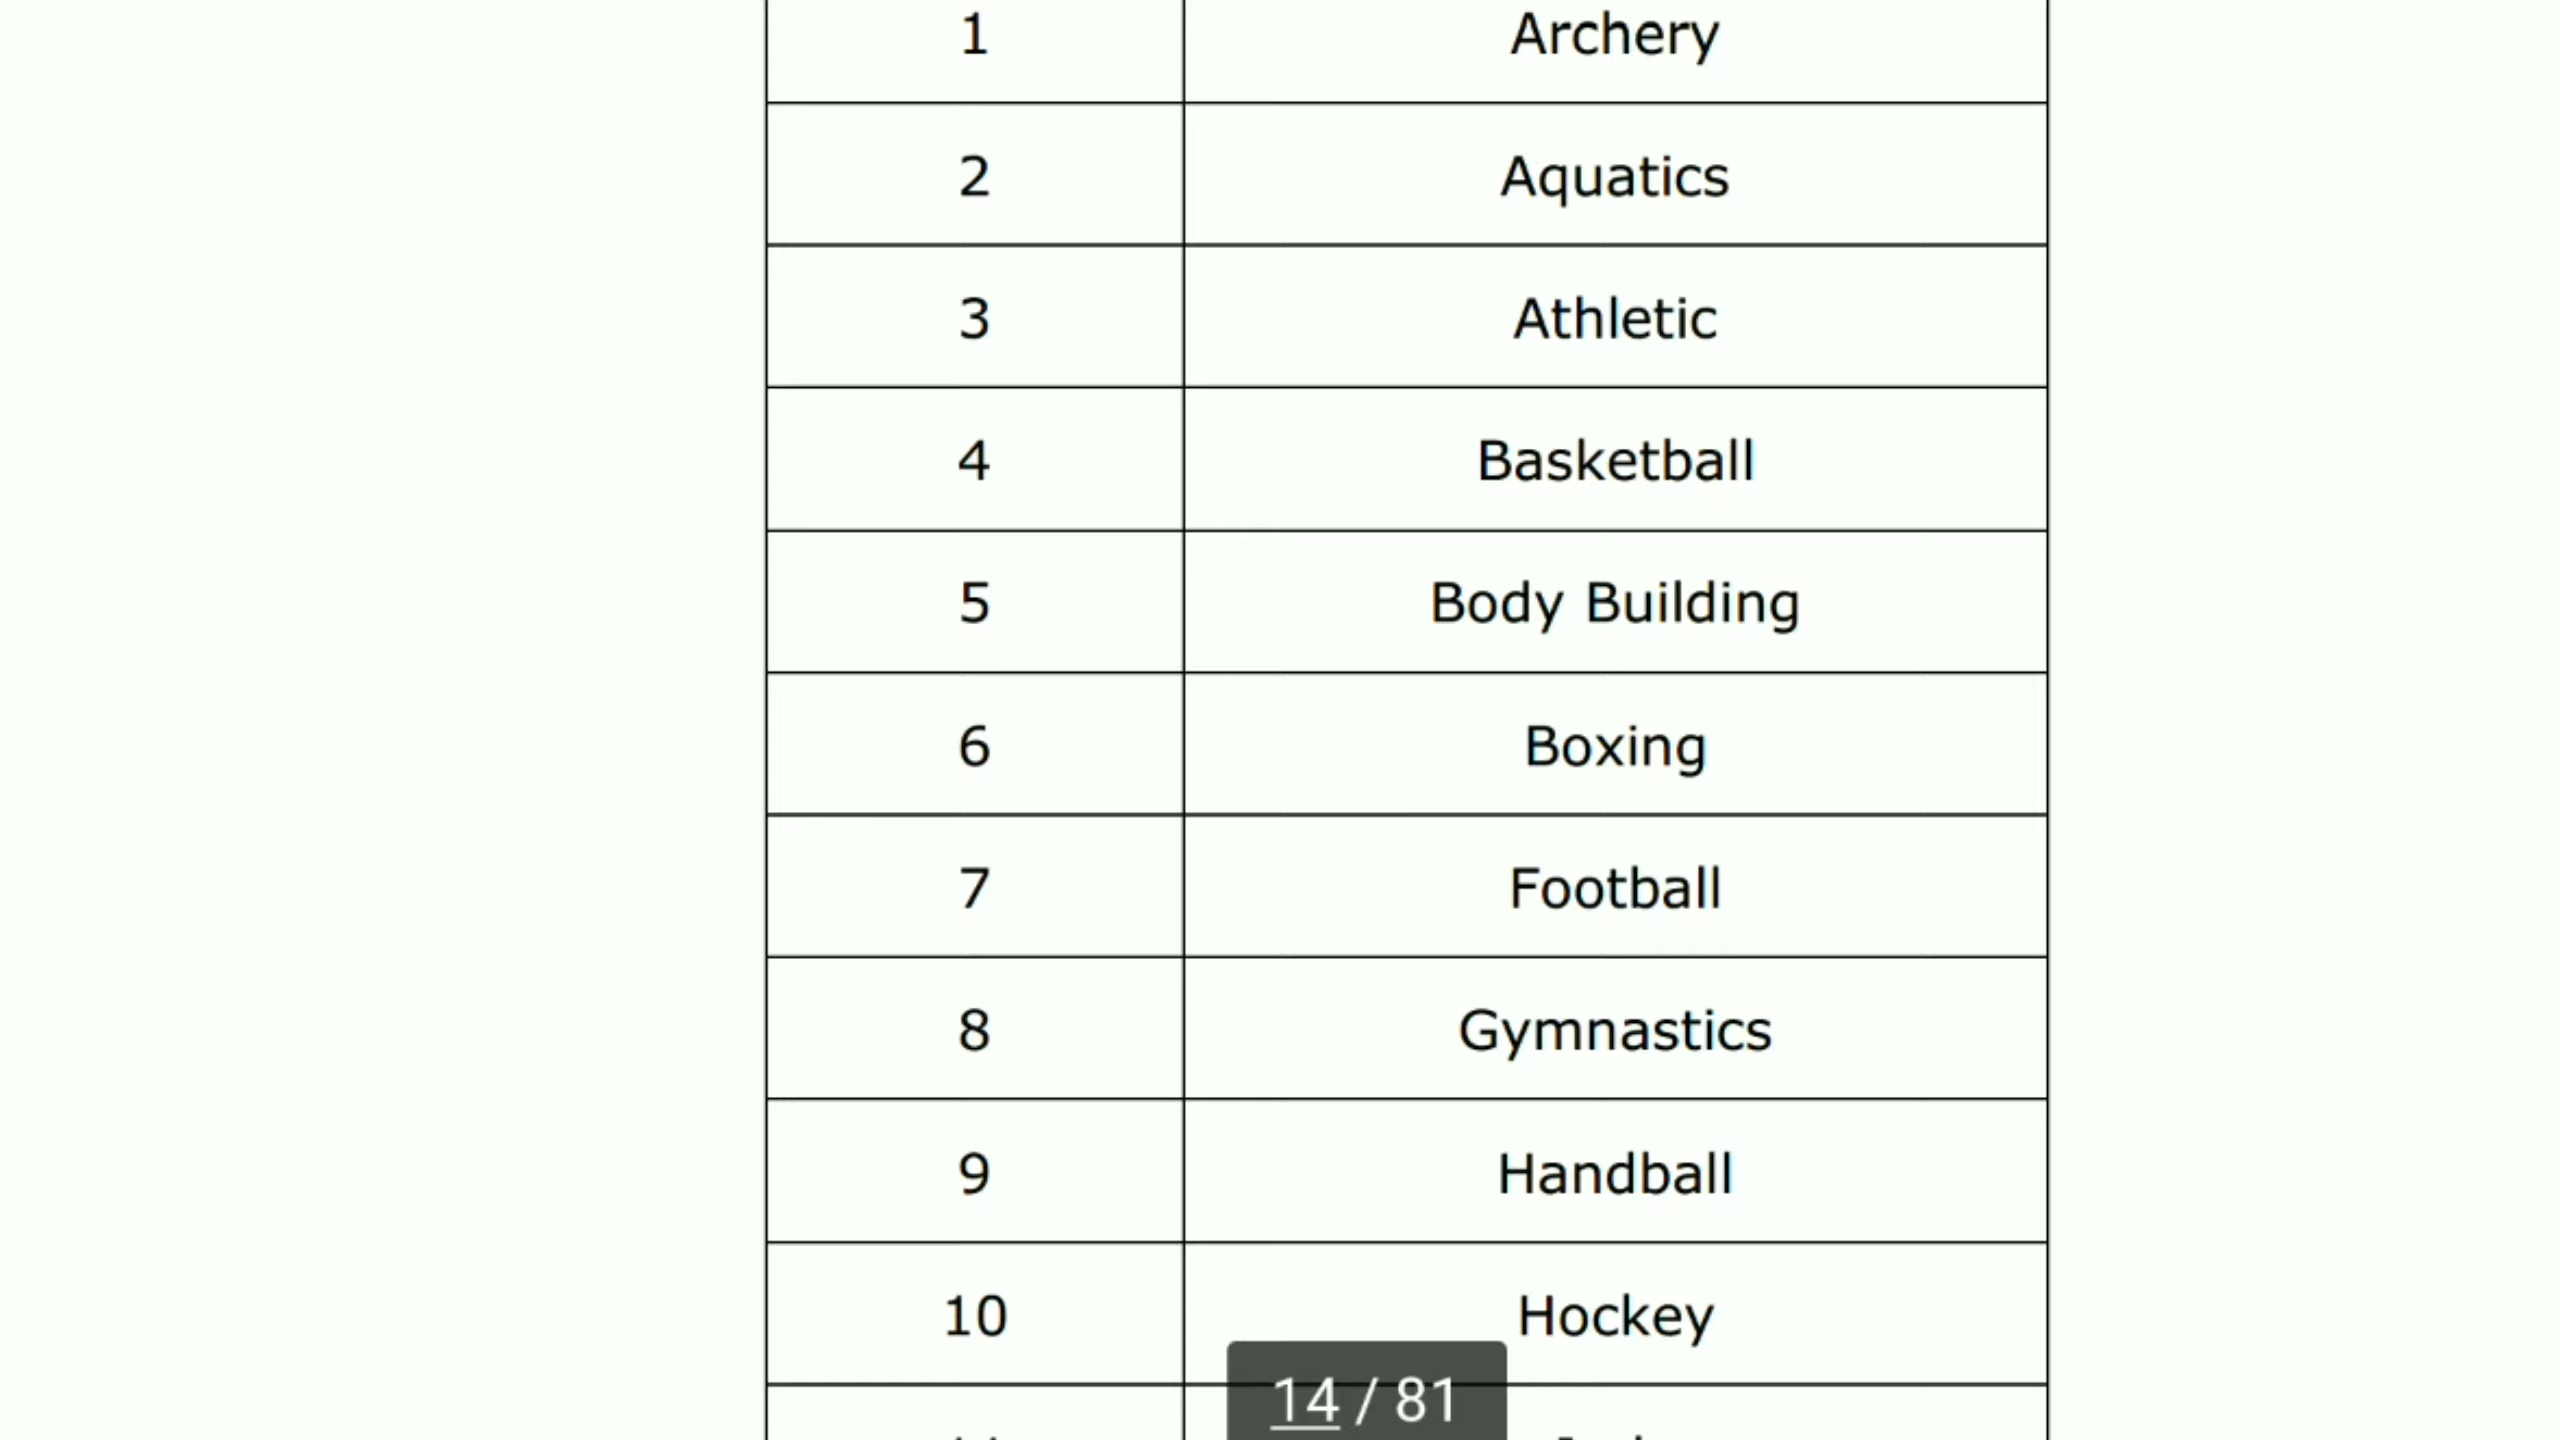 1 Archery
2 Aquatics
3 Athletic
4 Basketball
5 Body Building
6 Boxing
7 Football
8 Gymnastics
9 Handball
10 Hockey
14 / 81